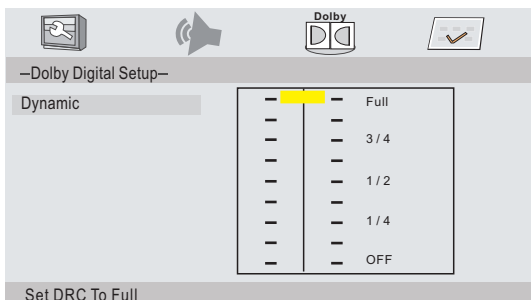 Dolby
–Dolby Digital Setup–
Dynamic
Full
3 / 4
1 / 2
1 / 4
OFF
Set DRC To Full